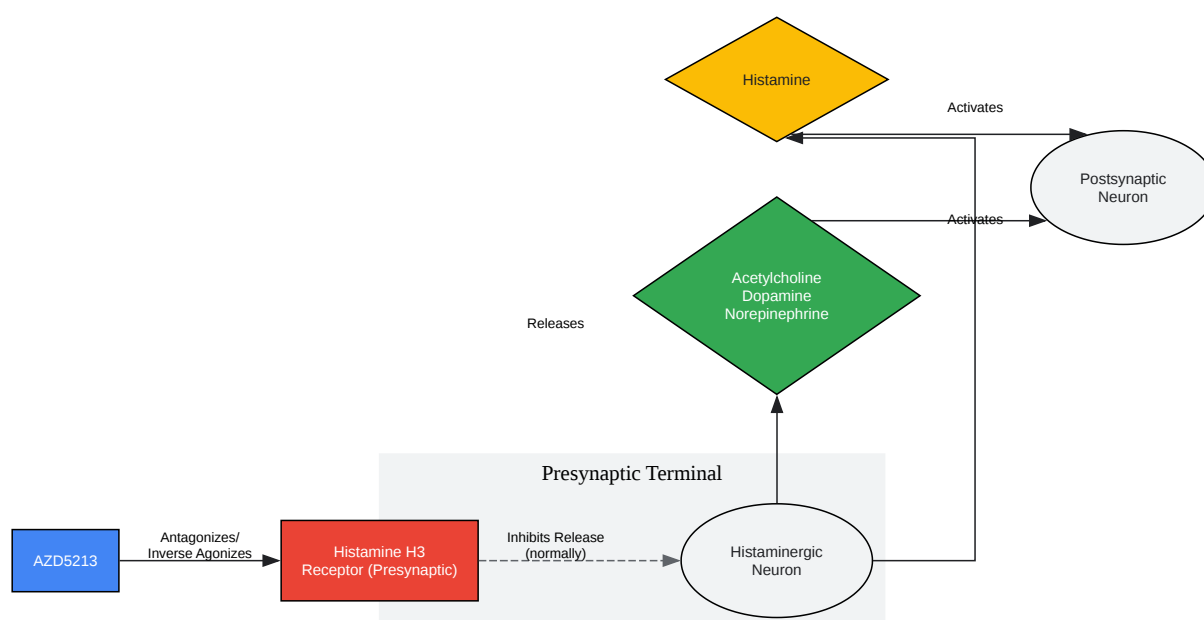 Histamine
Activates
Postsynaptic
Neuron
Activates
Acetylcholine
Dopamine
Norepinephrine
Releases
Presynaptic Terminal
AZD5213
Antagonizes/
Inverse Agonizes
Histamine H3
Receptor (Presynaptic)
Inhibits Release
(normally)
Histaminergic
Neuron